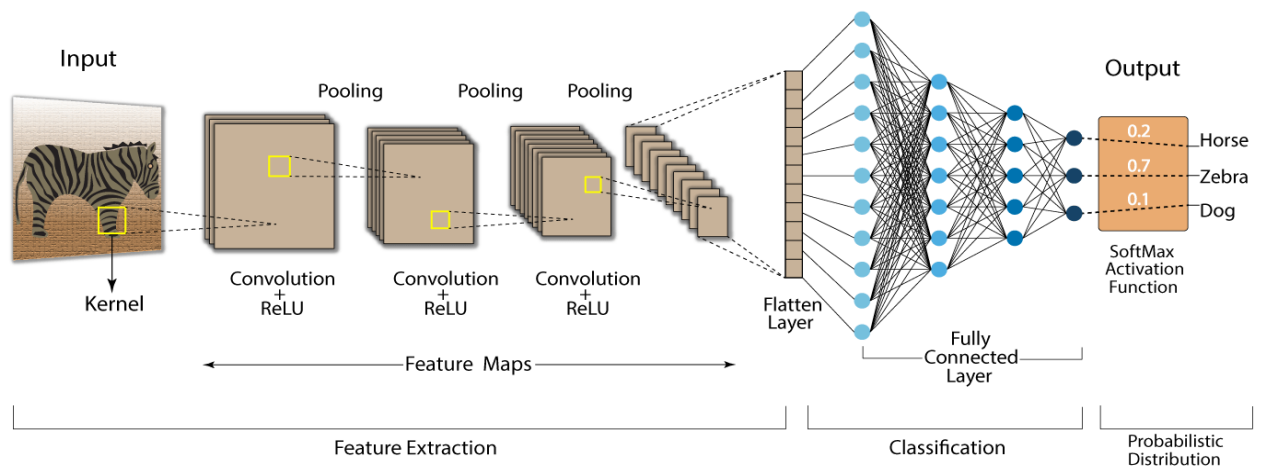 Input
Kernel
Pooling
Pooling
Pooling
Convolution
+
ReLU
Convolution
+
ReLU
Convolution
+
ReLU
Feature Maps
Flatten
Layer
Fully
Connected
Layer
Output
0.2
Horse
0.7
Zebra
0.1
Dog
SoftMax
Activation
Function
Feature Extraction
Classification
Probabilistic
Distribution